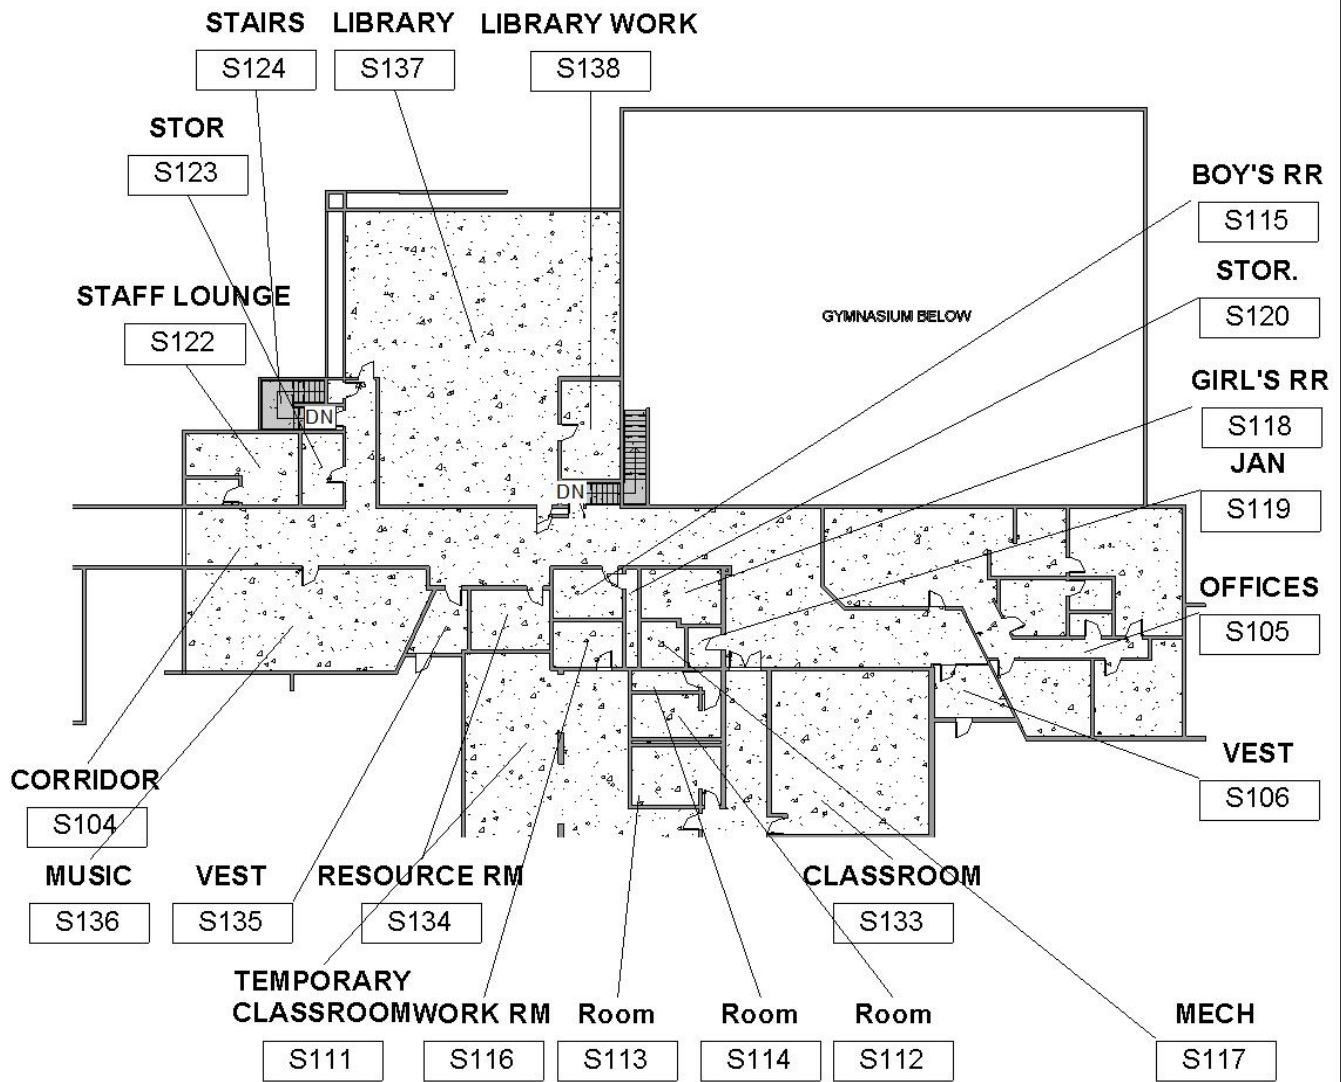 STAIRS LIBRARY LIBRARY WORK
S124 S137 S138
STOR
S123
BOY'S RR
S115
STOR.
S120
STAFF LOUNGE
S122
GYMNASIUM BELOW
GIRL'S RR
S118
DN
JAN
S119
DN
OFFICES
S105
VEST
S106
CORRIDOR
S104
MUSIC VEST RESOURCE RM CLASSROOM
S136 S135 S134 S133
TEMPORARY
CLASSROOM WORK RM Room Room Room MECH
S111 S116 S113 S114 S112 S117